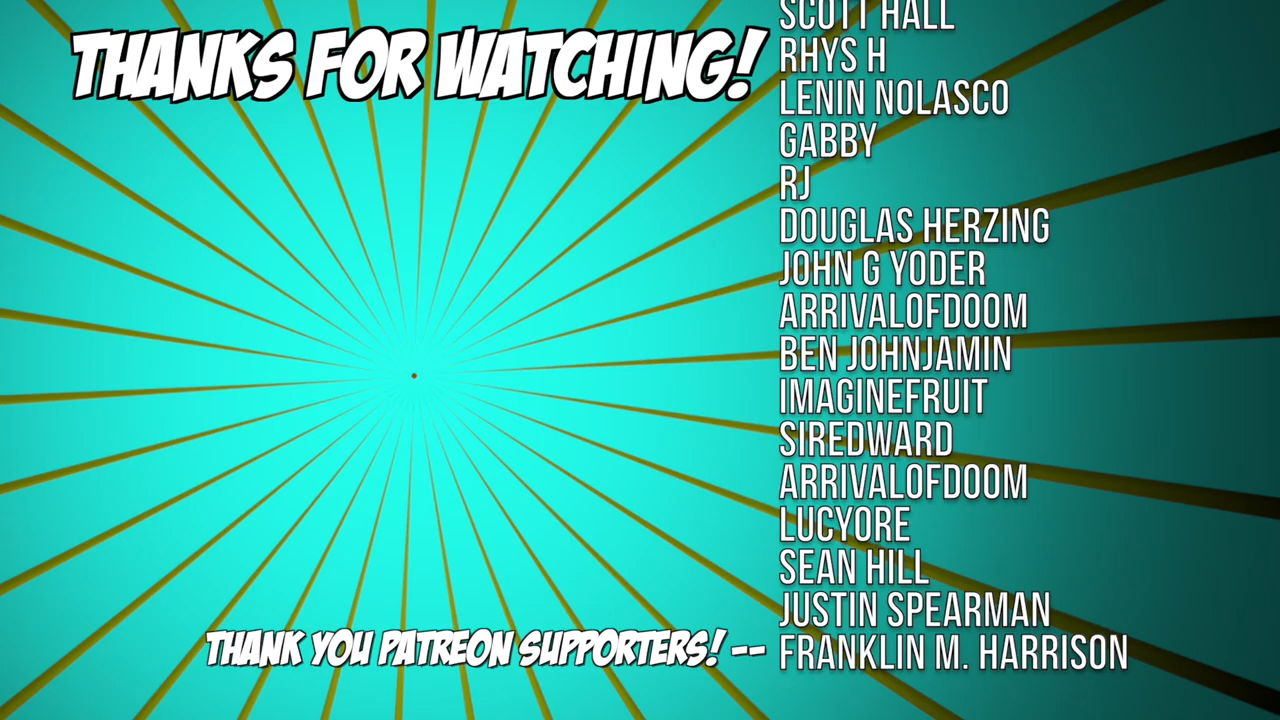 THANKS FOR WATCHING!
SCOTT HALL
RHYS H
LENIN NOLASCO
GABBY
RJ
DOUGLAS HERZING
JOHN G YODER
ARRIVALOFDOOM
BEN JOHNJAMIN
IMAGINEFRUIT
SIREDWARD
ARRIVALOFDOOM
LUCYORE
SEAN HILL
JUSTIN SPEARMAN
THANK YOU PATREON SUPPORTERS! -- FRANKLIN M. HARRISON